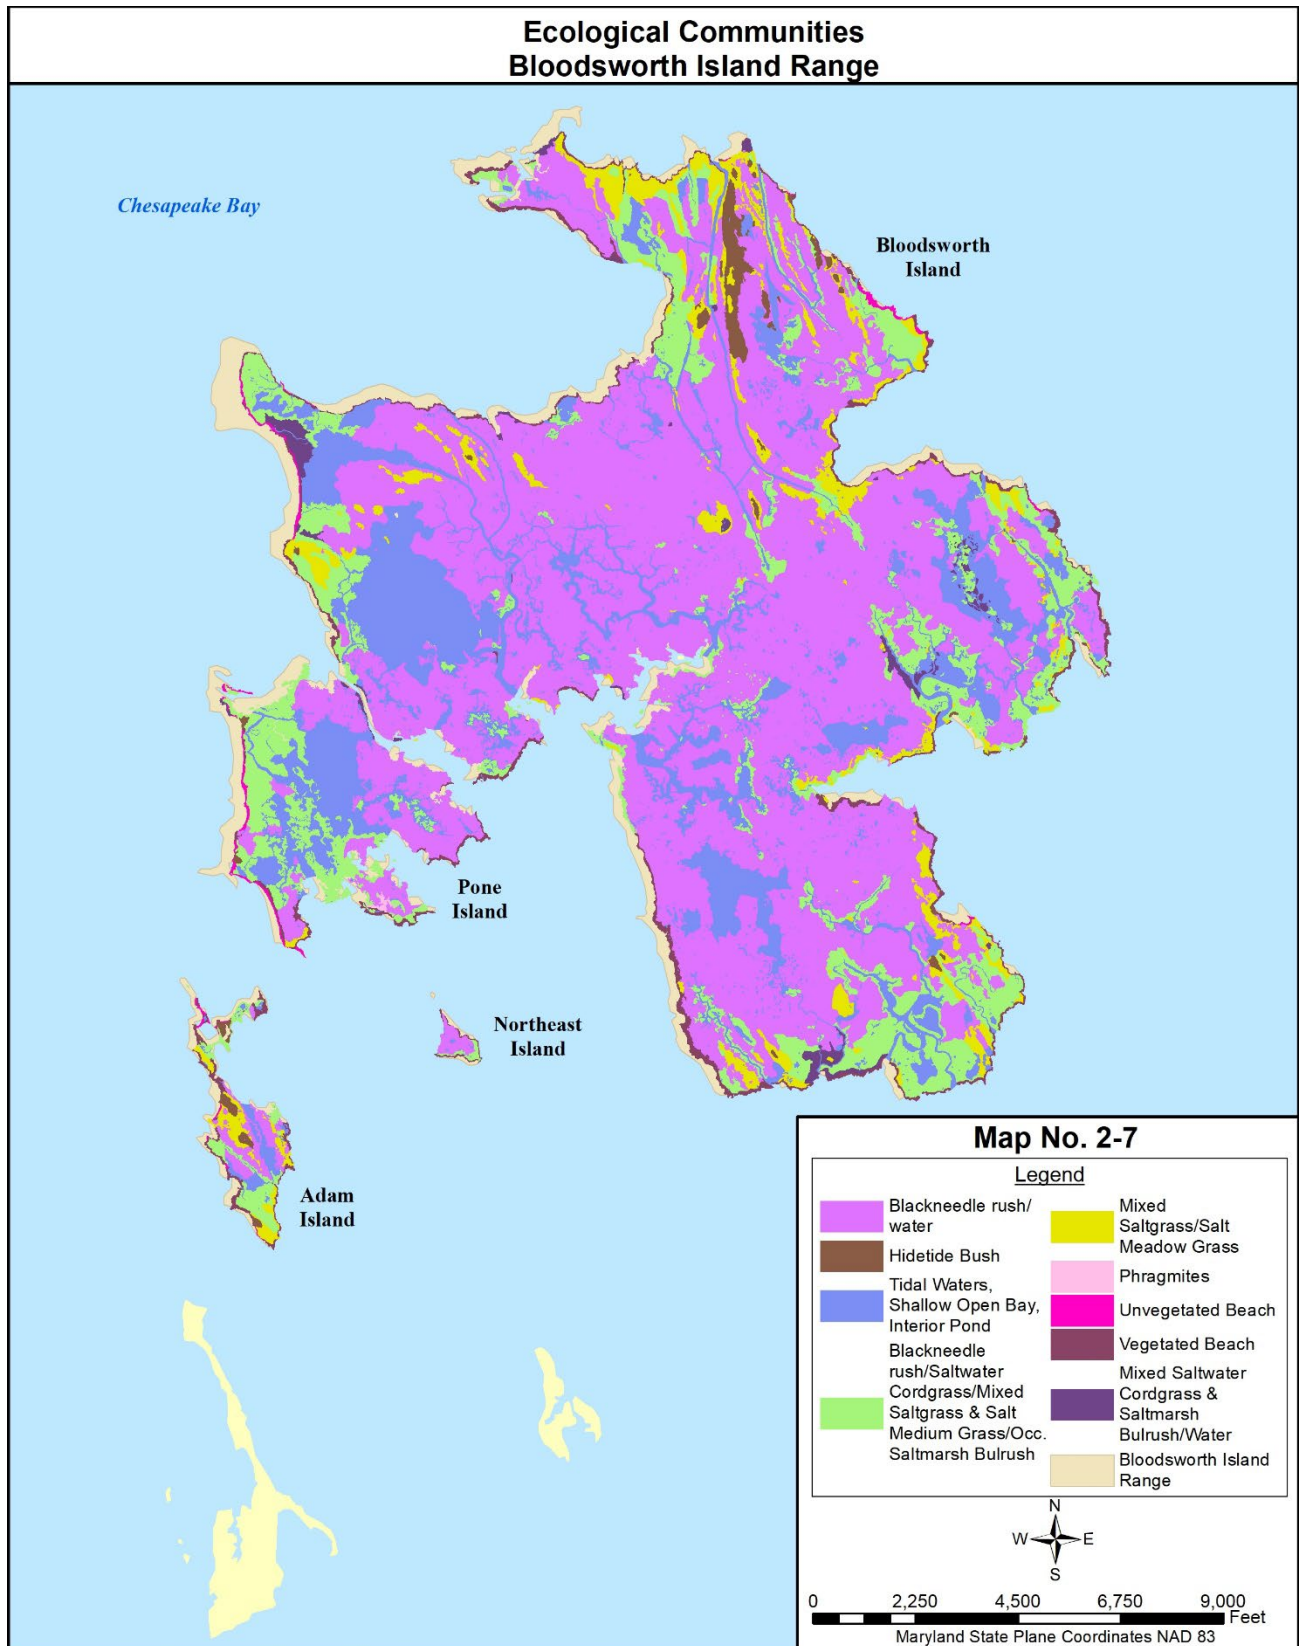 Ecological Communities
Bloodsworth Island Range
Chesapeake Bay
Bloodsworth
Island
Pone
Island
Northeast
Island
Adam
Island
Map No. 2-7
Legend
Blackneedle rush/
water
Hidetide Bush
Tidal Waters,
Shallow Open Bay,
Interior Pond
Blackneedle
rush/Saltwater
Cordgrass/Mixed
Saltgrass & Salt
Medium Grass/Occ.
Saltmarsh Bulrush
Mixed
Saltgrass/Salt
Meadow Grass
Phragmites
Unvegetated Beach
Vegetated Beach
Mixed Saltwater
Cordgrass &
Saltmarsh
Bulrush/Water
Bloodsworth Island
Range
N
W E
S
0 2,250 4,500 6,750 9,000
Feet
Maryland State Plane Coordinates NAD 83